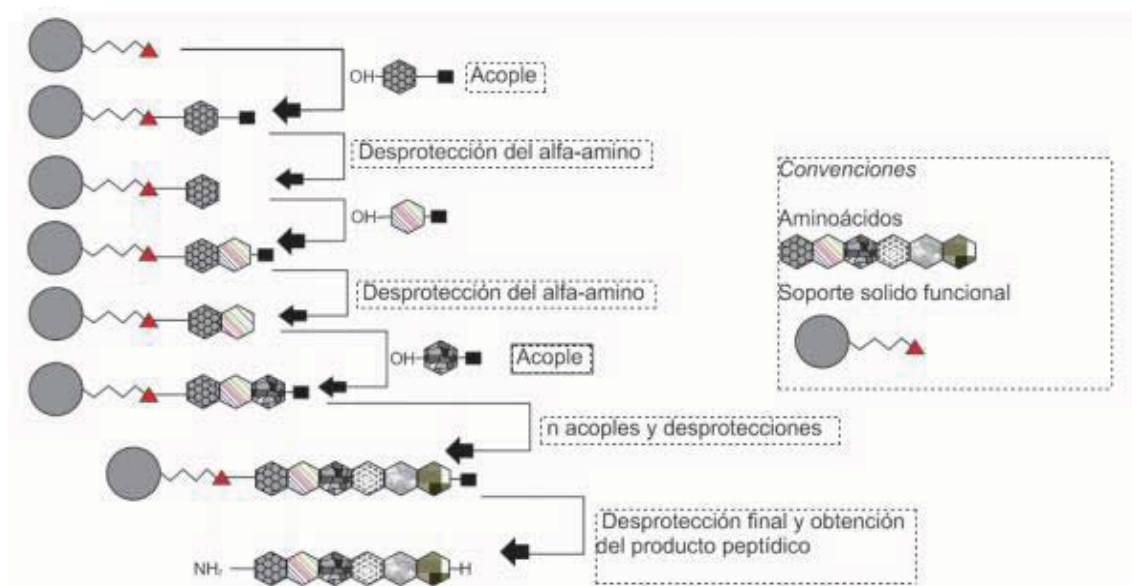 OH
Acople
Desprotección del alfa-amino
OH
Desprotección del alfa-amino
OH
Acople
n acoples y desprotecciones
Desprotección final y obtención
del producto peptídico
NH₂
H
Convenciones
Aminoácidos
Soporte solido funcional